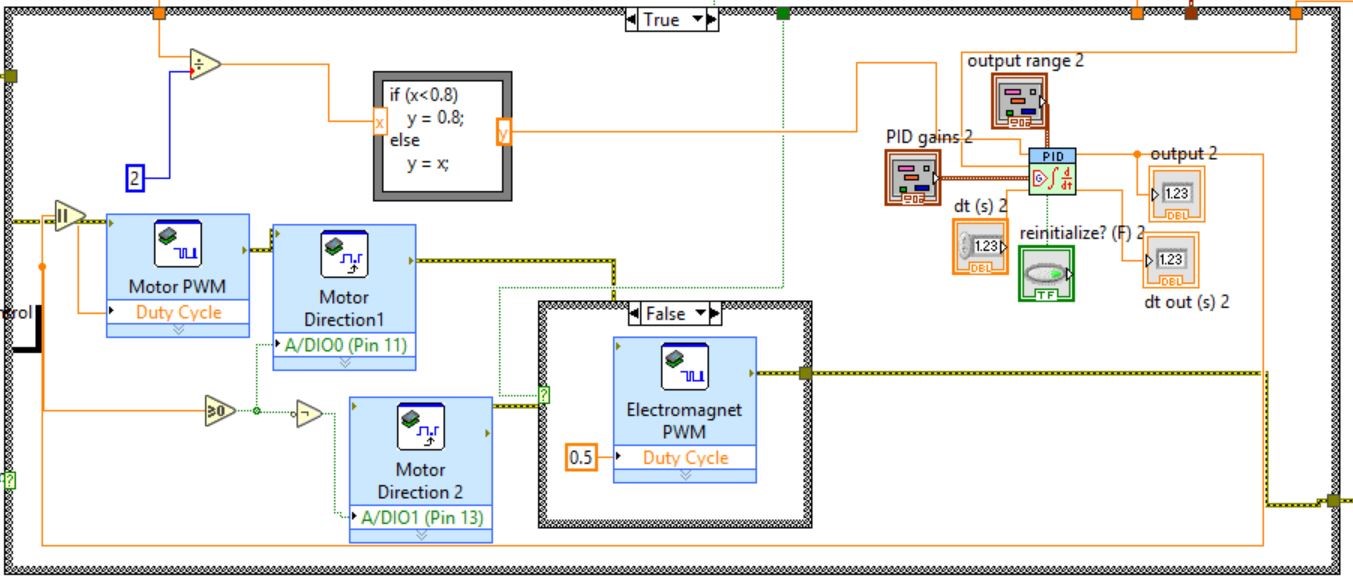 True
output range 2
if (x<0.8)
y = 0.8;
else
y = x;
x
y
PID gains 2
PID
output 2
1.23
DBL
2
dt (s) 2
1.23
DBL
reinitialize? (F) 2
TF
1.23
DBL
dt out (s) 2
Motor PWM
Duty Cycle
Motor
Direction1
A/DIO0 (Pin 11)
ntrol
False
Electromagnet
PWM
0.5
Duty Cycle
≥0
Motor
Direction 2
A/DIO1 (Pin 13)
?
?